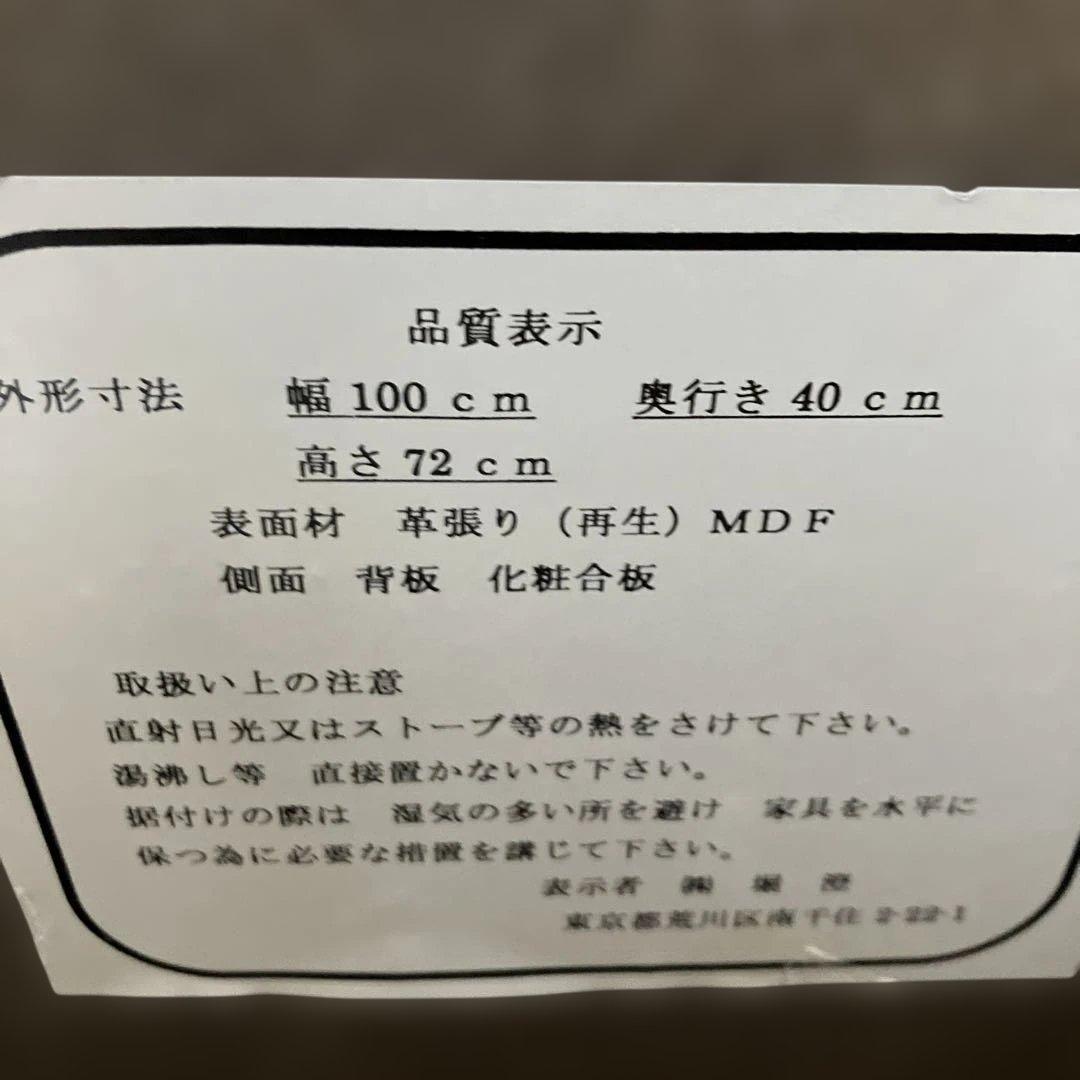 品質表示
外形寸法　幅 100 ｃｍ　奥行き 40 ｃｍ
高さ 72 ｃｍ
表面材　革張り（再生）ＭＤＦ
側面　背板　化粧合板
取扱い上の注意
直射日光又はストーブ等の熱をさけて下さい。
湯沸し等　直接置かないで下さい。
据付けの際は　湿気の多い所を避け　家具を水平に
保つ為に必要な措置を講じて下さい。
表示者　㈱　堀　澄
東京都荒川区南千住 2-22-1